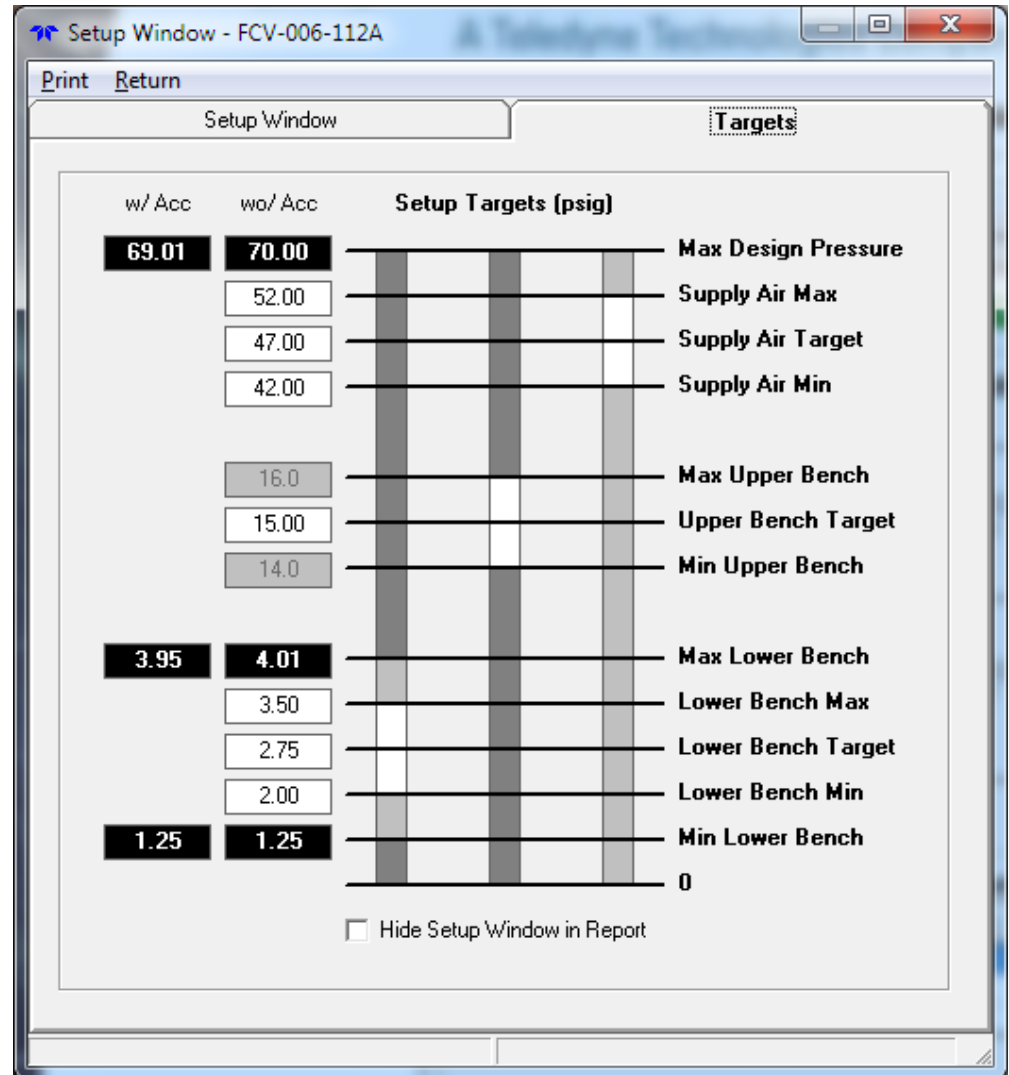 Setup Window - FCV-006-112A
A Teledyne Technologies
Print Return
Setup Window Targets
w/ Acc wo/ Acc Setup Targets (psig)
69.01 70.00 Max Design Pressure
52.00 Supply Air Max
47.00 Supply Air Target
42.00 Supply Air Min
16.0 Max Upper Bench
15.00 Upper Bench Target
14.0 Min Upper Bench
3.95 4.01 Max Lower Bench
3.50 Lower Bench Max
2.75 Lower Bench Target
2.00 Lower Bench Min
1.25 1.25 Min Lower Bench
0
Hide Setup Window in Report